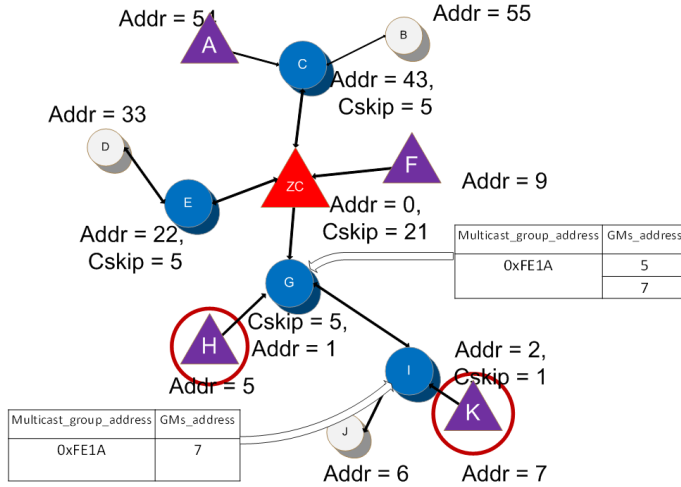 Addr = 54
A
Addr = 55
B
C
Addr = 43,
Cskip = 5
Addr = 33
D
F
ZC
Addr = 9
E
Addr = 0,
Cskip = 21
Addr = 22,
Cskip = 5
Multicast_group_address GMs_address
0xFE1A 5
7
G
Cskip = 5,
Addr = 1
H
Addr = 5
Addr = 2,
Cskip = 1
I
K
Multicast_group_address GMs_address
0xFE1A 7
J
Addr = 6
Addr = 7